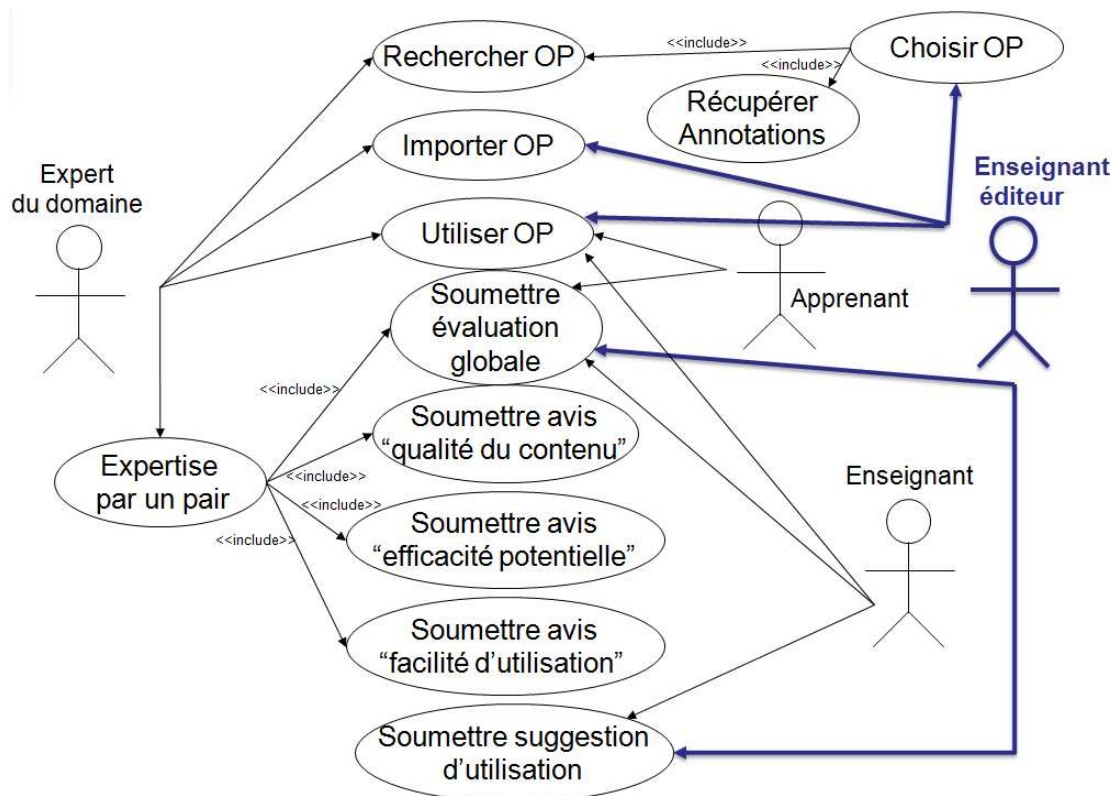 Rechercher OP
<<include>>
Choisir OP
<<include>>
Récupérer
Annotations
Importer OP
Expert
du domaine
Enseignant
éditeur
Utiliser OP
Apprenant
Soumettre
évaluation
globale
<<include>>
Soumettre avis
“qualité du contenu”
Expertise
par un pair
<<include>>
<<include>>
<<include>>
Enseignant
Soumettre avis
“efficacité potentielle”
Soumettre avis
“facilité d’utilisation”
Soumettre suggestion
d’utilisation